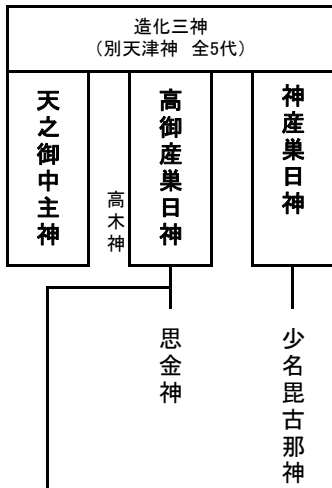 造化三神
（別天津神 全5代）
神産巣日神
高御産巣日神
高木神
天之御中主神
少名毘古那神
思金神